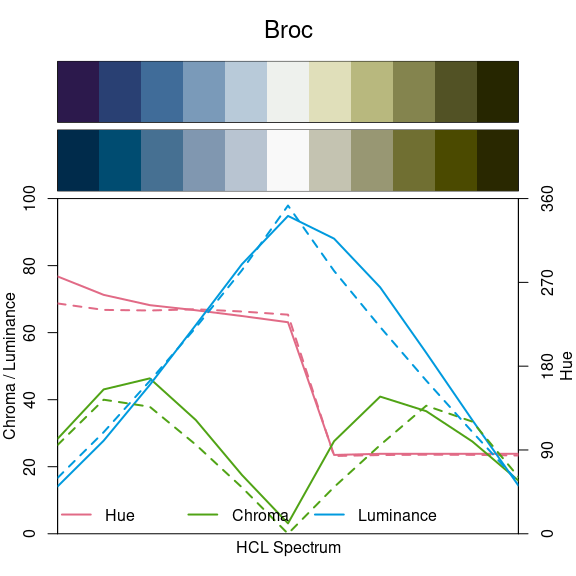 Broc
100
80
60
40
20
0
Chroma / Luminance
360
270
180
90
0
Hue
Hue
Chroma
Luminance
HCL Spectrum